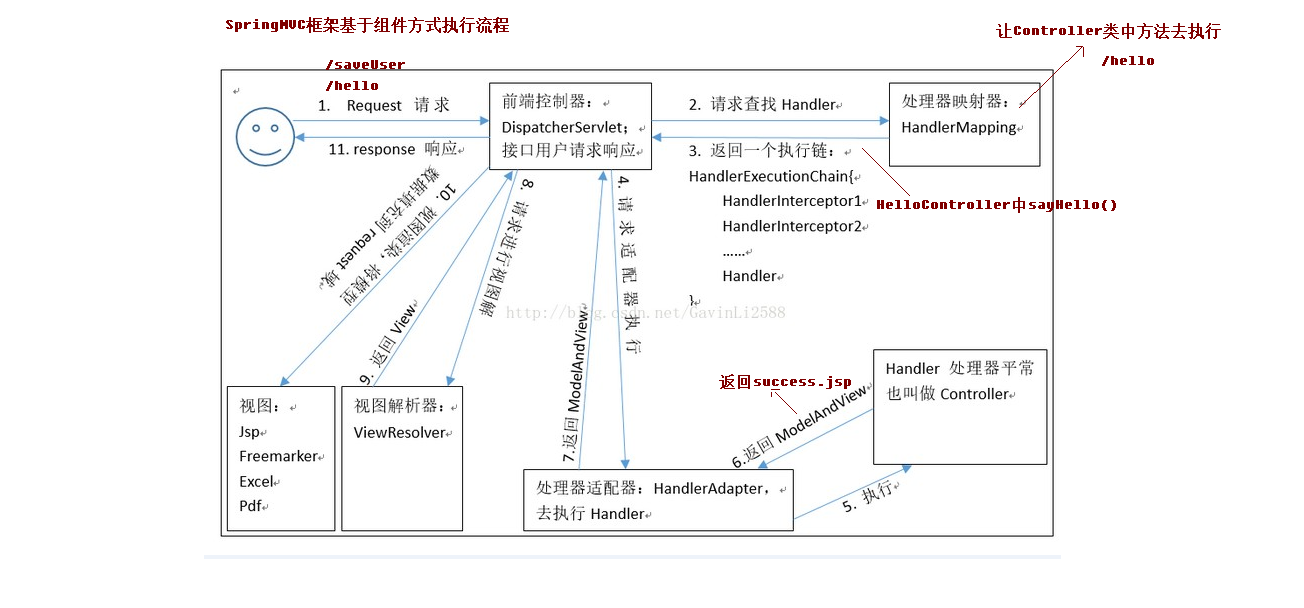 SpringMVC框架基于组件方式执行流程
让Controller类中方法去执行
/hello
/saveUser
/hello
1. Request 请 求
11. response 响应
前端控制器：
DispatcherServlet；
接口用户请求响应
2. 请求查找 Handler
3. 返回一个执行链：
HandlerExecutionChain{
HandlerInterceptor1
HandlerInterceptor2
......
Handler
}
处理器映射器：
HandlerMapping
HelloController中sayHello()
4. 请 求 适 配 器 执 行
8. 请求进行视图解
10. 视图渲染，将模型
数据填充到 request 域。
9. 返回 View
7.返回 ModelAndView
http://blog.csdn.net/GavinLi2588
返回success.jsp
6.返回 ModelAndView
5. 执行
Handler 处理器平常
也叫做 Controller
视图：
Jsp
Freemarker
Excel
Pdf
视图解析器：
ViewResolver
处理器适配器：HandlerAdapter，
去执行 Handler